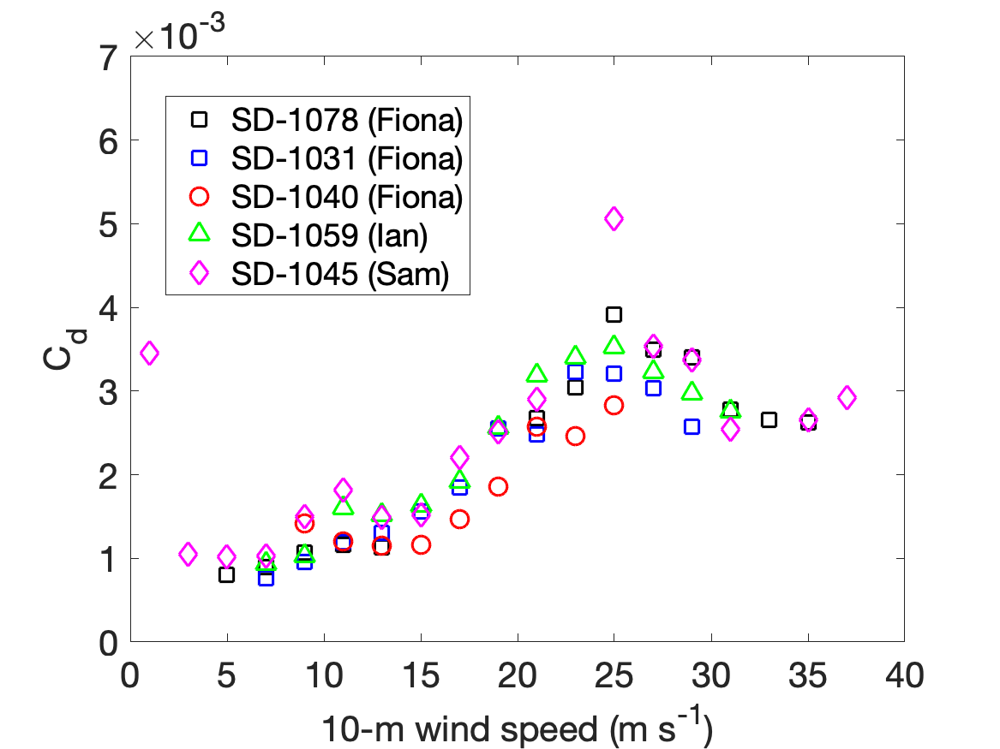 ×10⁻³
7
6
5
4
3
2
1
0
C_d
SD-1078 (Fiona)
SD-1031 (Fiona)
SD-1040 (Fiona)
SD-1059 (Ian)
SD-1045 (Sam)
0 5 10 15 20 25 30 35 40
10-m wind speed (m s⁻¹)